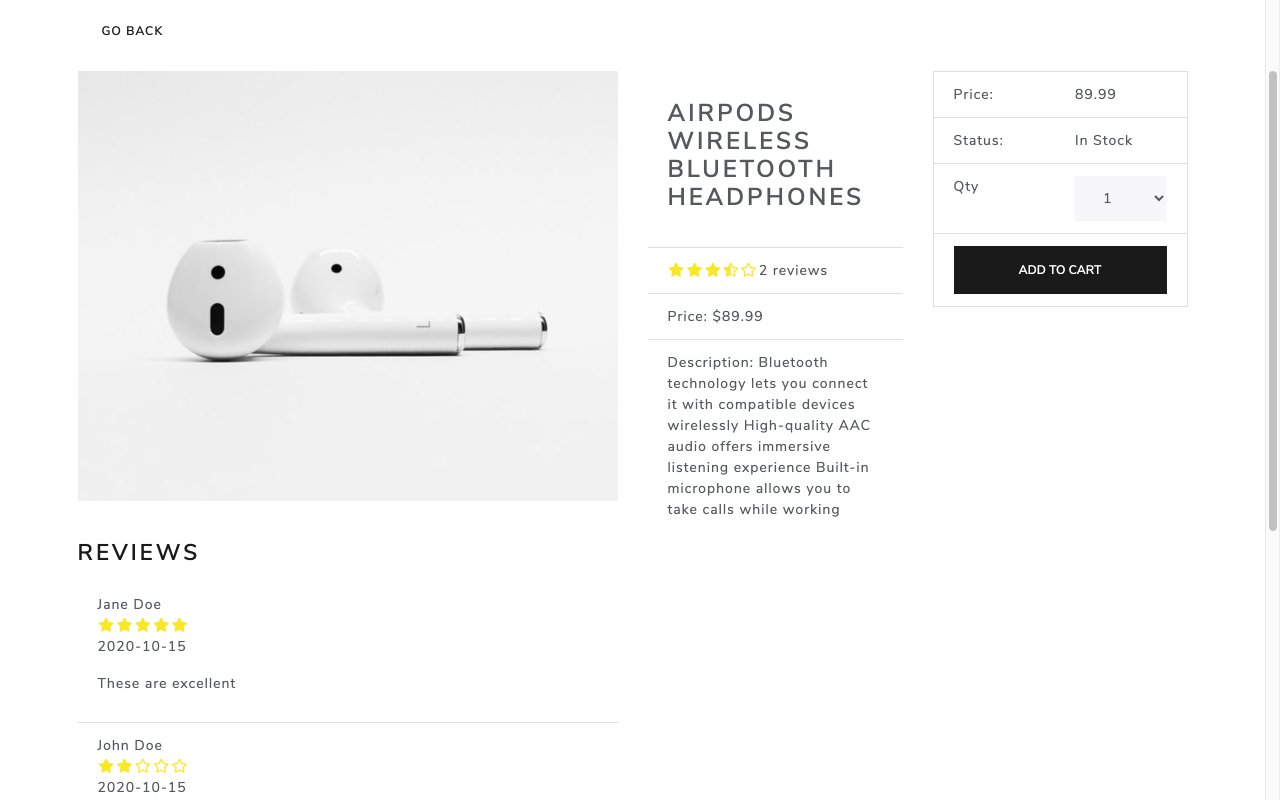 GO BACK
AIRPODS
WIRELESS
BLUETOOTH
HEADPHONES
2 reviews
Price: $89.99
Description: Bluetooth
technology lets you connect
it with compatible devices
wirelessly High-quality AAC
audio offers immersive
listening experience Built-in
microphone allows you to
take calls while working
Price: 89.99
Status: In Stock
Qty 1
ADD TO CART
REVIEWS
Jane Doe
2020-10-15
These are excellent
John Doe
2020-10-15